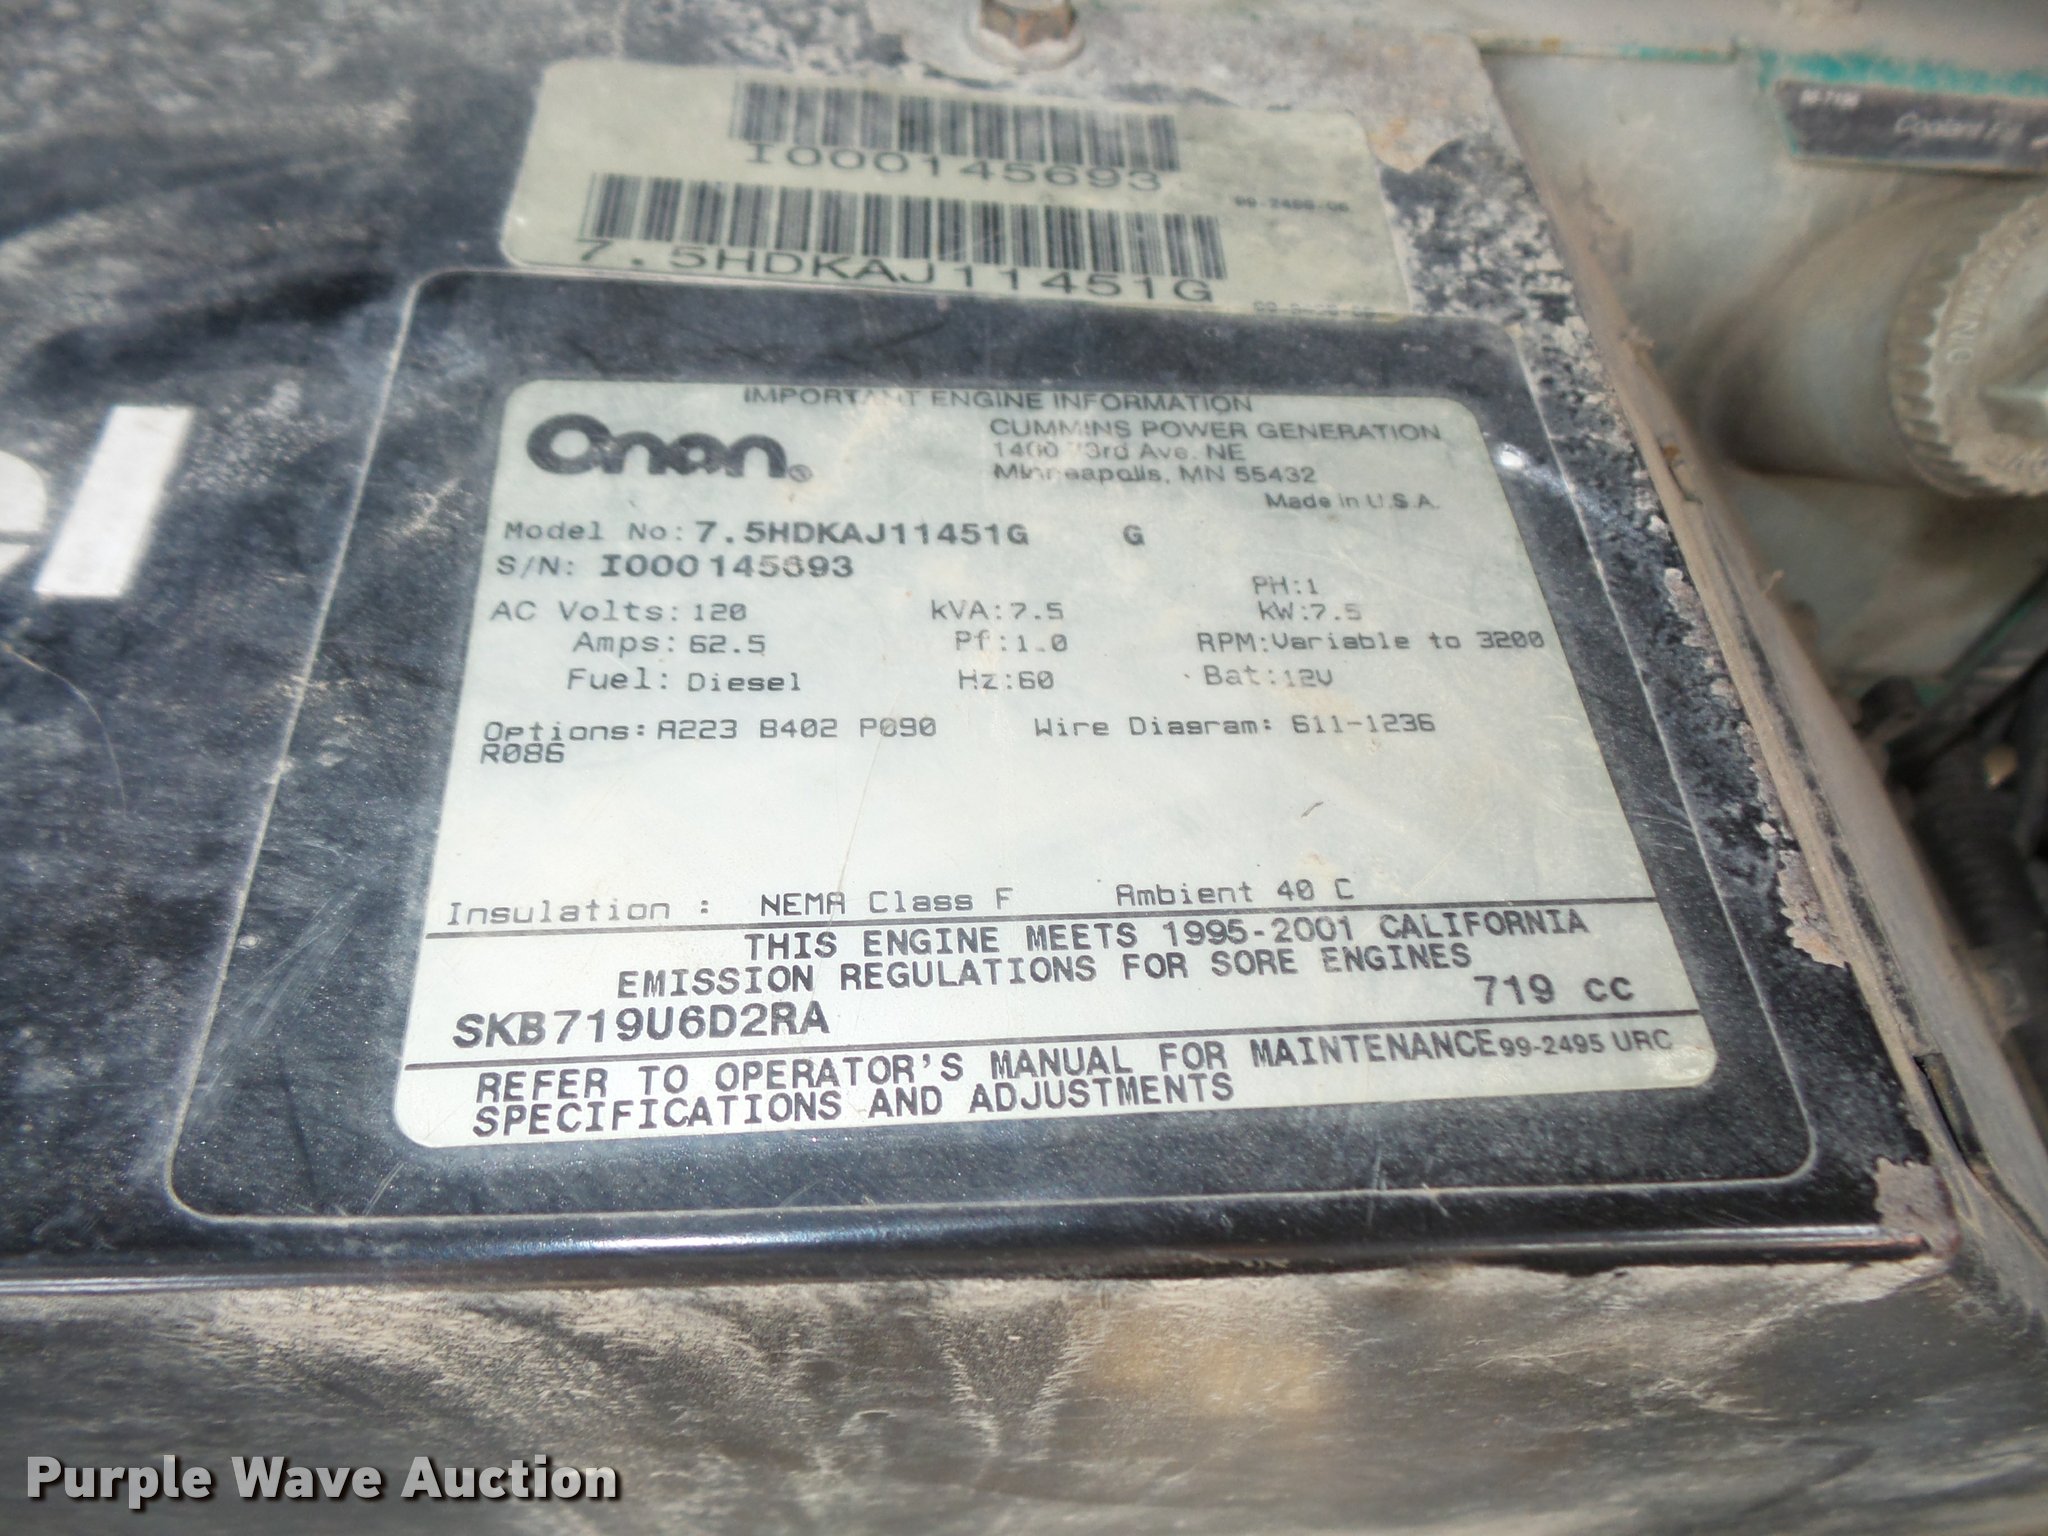 I000145693
7.5HDKAJ11451G
Coolant Fill
IMPORTANT ENGINE INFORMATION
Onan®
CUMMINS POWER GENERATION
1400 73rd Ave. NE
Minneapolis, MN 55432
Made in U.S.A.
Model No: 7.5HDKAJ11451G G
S/N: I000145693
PH:1
AC Volts: 120 kVA:7.5 KW:7.5
Amps: 62.5 Pf:1.0 RPM:Variable to 3200
Fuel: Diesel Hz:60 Bat:12V
Options: A223 B402 P090 Wire Diagram: 611-1236
R086
Insulation : NEMA Class F Ambient 40 C
THIS ENGINE MEETS 1995-2001 CALIFORNIA
EMISSION REGULATIONS FOR SORE ENGINES
SKB719U6D2RA 719 cc
REFER TO OPERATOR'S MANUAL FOR MAINTENANCE 99-2495 URC
SPECIFICATIONS AND ADJUSTMENTS
Purple Wave Auction